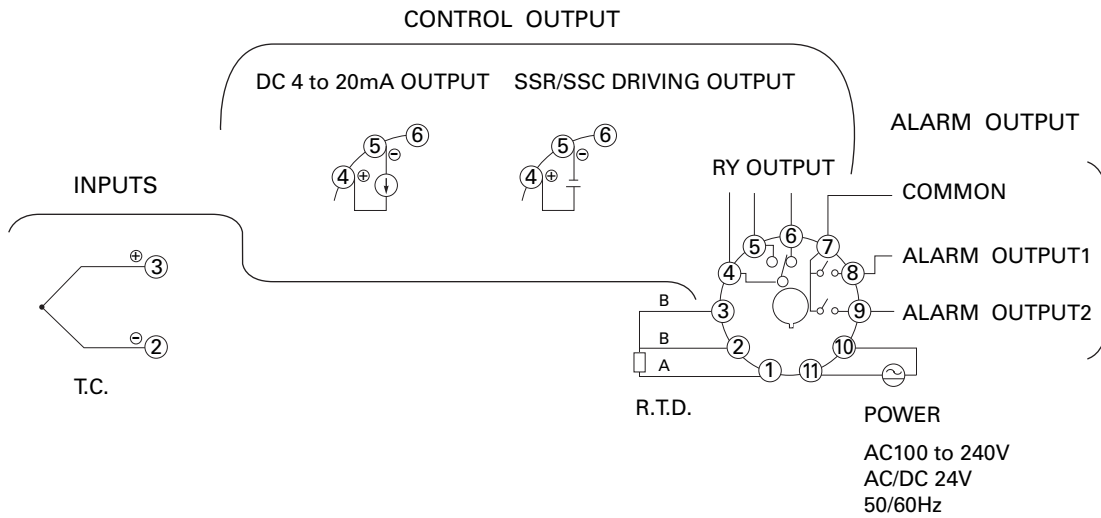 CONTROL OUTPUT
DC 4 to 20mA OUTPUT
SSR/SSC DRIVING OUTPUT
④ ⊕ ⑤ ⊖ ⑥
④ ⊕ ⑤ ⊖ ⑥
INPUTS
⊕ ③
⊖ ②
T.C.
RY OUTPUT
ALARM OUTPUT
COMMON
ALARM OUTPUT1
ALARM OUTPUT2
④ ⑤ ⑥ ⑦ ⑧ ⑨ ⑩ ⑪ ① ② ③
B
B
A
R.T.D.
POWER
AC100 to 240V
AC/DC 24V
50/60Hz